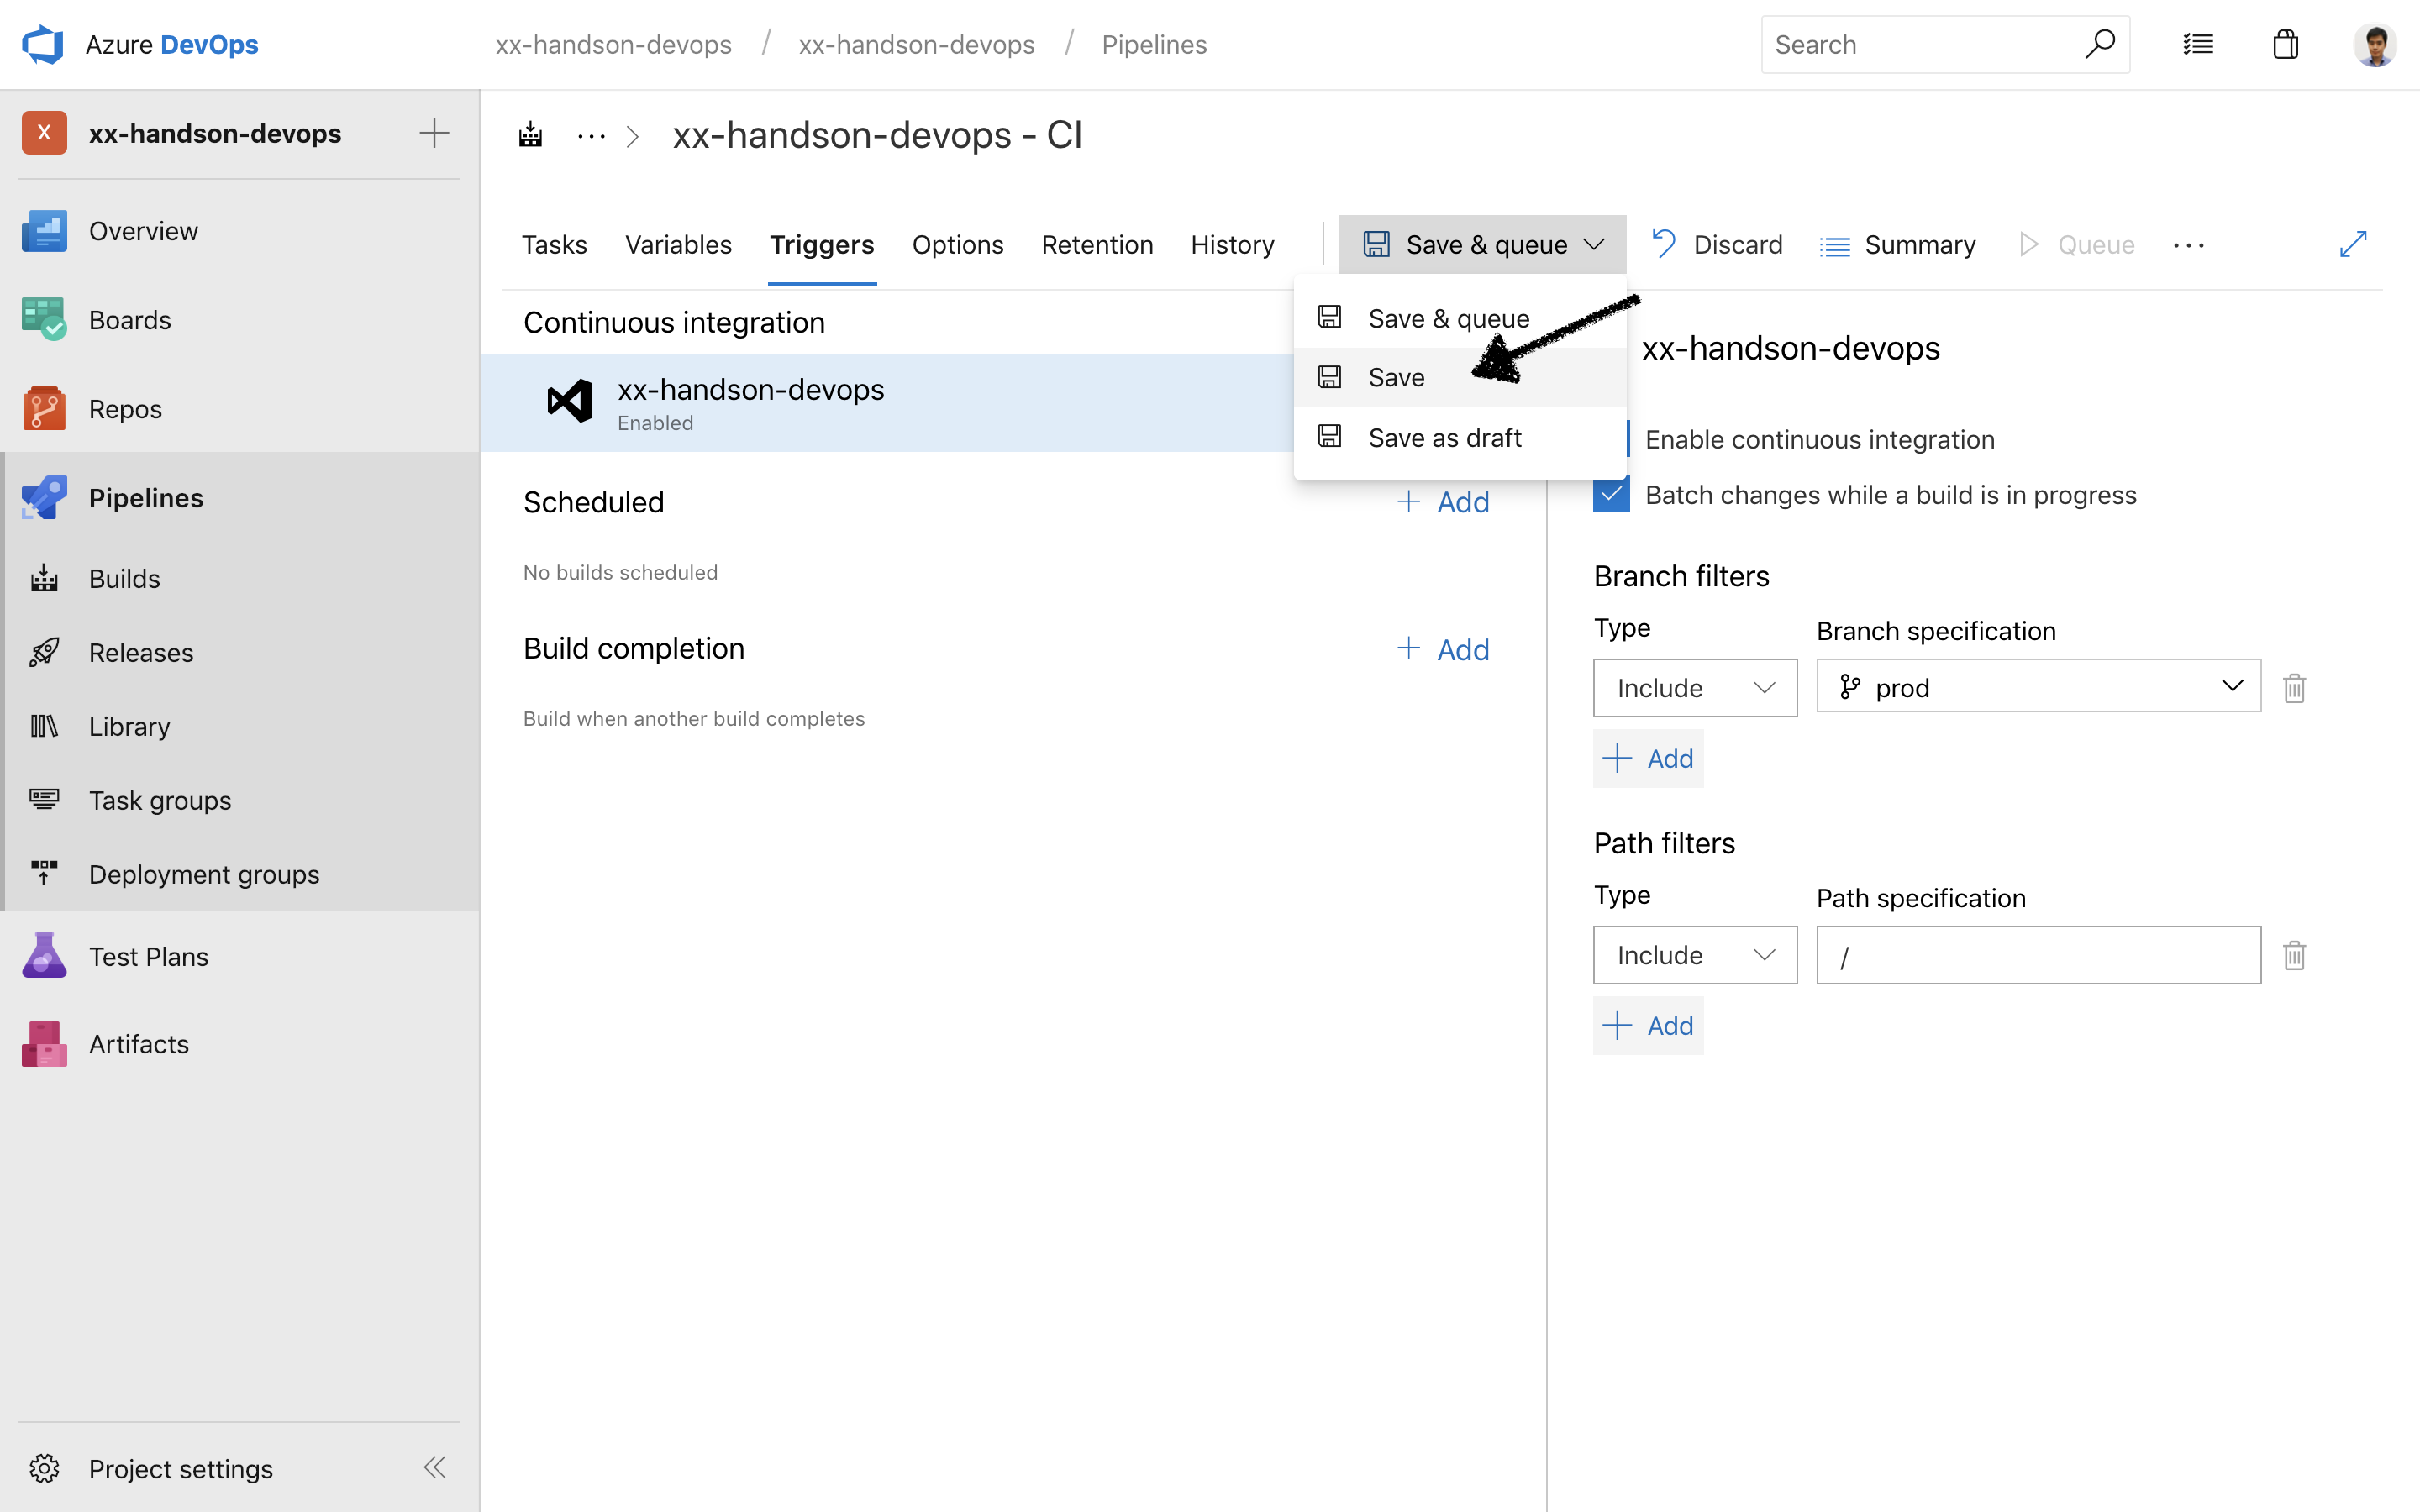 Azure DevOps
xx-handson-devops / xx-handson-devops / Pipelines
Search
X
xx-handson-devops
Overview
Boards
Repos
Pipelines
Builds
Releases
Library
Task groups
Deployment groups
Test Plans
Artifacts
Project settings
xx-handson-devops - CI
Tasks
Variables
Triggers
Options
Retention
History
Save & queue
Discard
Summary
Queue
Save & queue
Save
Save as draft
Continuous integration
xx-handson-devops
Enabled
Scheduled
Add
No builds scheduled
Build completion
Add
Build when another build completes
xx-handson-devops
Enable continuous integration
Batch changes while a build is in progress
Branch filters
Type
Branch specification
Include
prod
Add
Path filters
Type
Path specification
Include
/
Add